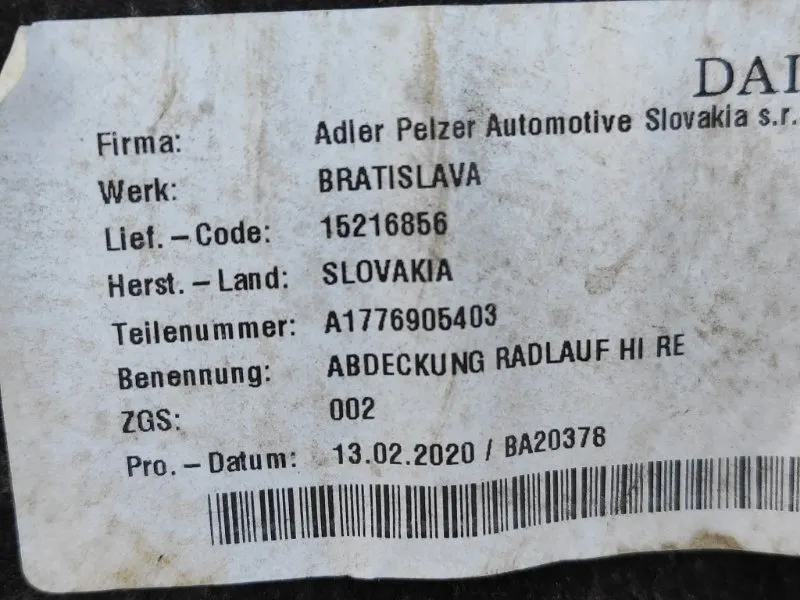 DAI
Firma: Adler Pelzer Automotive Slovakia s.r.
Werk: BRATISLAVA
Lief.-Code: 15216856
Herst.-Land: SLOVAKIA
Teilenummer: A1776905403
Benennung: ABDECKUNG RADLAUF HI RE
ZGS: 002
Pro.-Datum: 13.02.2020 / BA20378